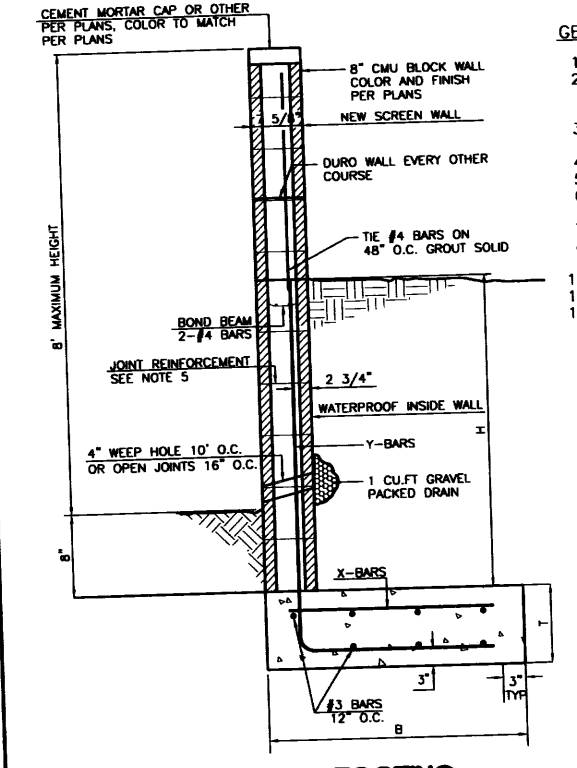 CEMENT MORTAR CAP OR OTHER
PER PLANS, COLOR TO MATCH
PER PLANS
GE
1
2
3
8" CMU BLOCK WALL
COLOR AND FINISH
PER PLANS
5/8"
NEW SCREEN WALL
DURO WALL EVERY OTHER
COURSE
TIE #4 BARS ON
48" O.C. GROUT SOLID
8' MAXIMUM HEIGHT
BOND BEAM
2-#4 BARS
JOINT REINFORCEMENT
SEE NOTE 5
2 3/4"
WATERPROOF INSIDE WALL
H
Y-BARS
4" WEEP HOLE 10' O.C.
OR OPEN JOINTS 16" O.C.
1 CU.FT GRAVEL
PACKED DRAIN
8"
X-BARS
T
3"
3"
TYP
#3 BARS
12" O.C.
B